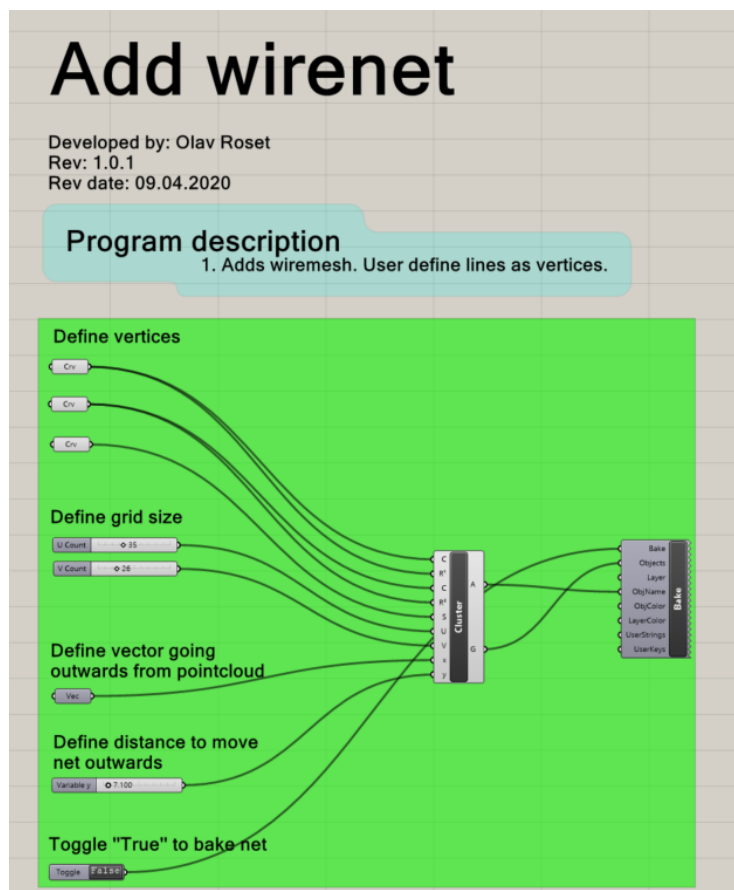 Add wirenet
Developed by: Olav Roset
Rev: 1.0.1
Rev date: 09.04.2020
Program description
1. Adds wiremesh. User define lines as vertices.
Define vertices
Crv
Crv
Crv
Define grid size
U Count 35
V Count 26
Define vector going
outwards from pointcloud
Vec
Define distance to move
net outwards
Variable y 7.100
Toggle "True" to bake net
Toggle False
C
R¹
C
R²
S
U
V
x
y
Cluster
A
G
Bake
Objects
Layer
ObjName
ObjColor
LayerColor
UserStrings
UserKeys
Bake